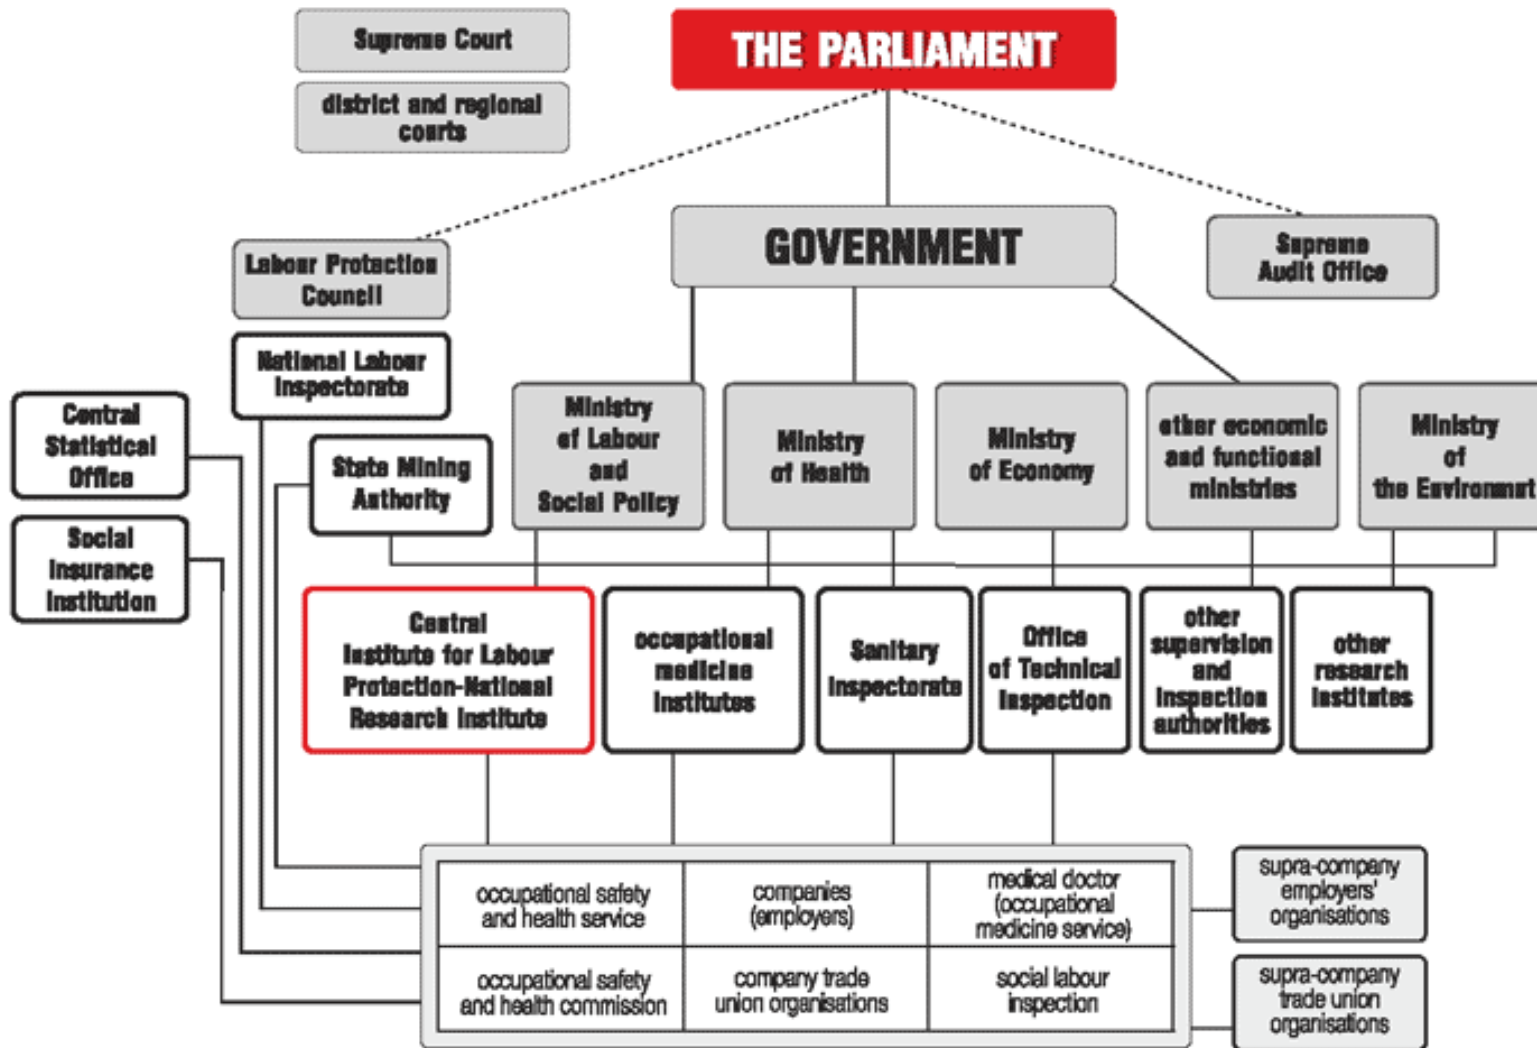 Supreme Court
THE PARLIAMENT
district and regional
courts
GOVERNMENT
Labour Protection
Council
Supreme
Audit Office
National Labour
Inspectorate
Central
Statistical
Office
State Mining
Authority
Ministry
of Labour
and
Social Policy
Ministry
of Health
Ministry
of Economy
other economic
and functional
ministries
Ministry
of
the Environmnt
Social
Insurance
Institution
Central
Institute for Labour
Protection-National
Research Institute
occupational
medicine
institutes
Sanitary
Inspectorate
Office
of Technical
Inspection
other
supervision
and
inspection
authorities
other
research
institutes
occupational safety
and health service
companies
(employers)
medical doctor
(occupational
medicine service)
supra-company
employers'
organisations
occupational safety
and health commission
company trade
union organisations
social labour
inspection
supra-company
trade union
organisations